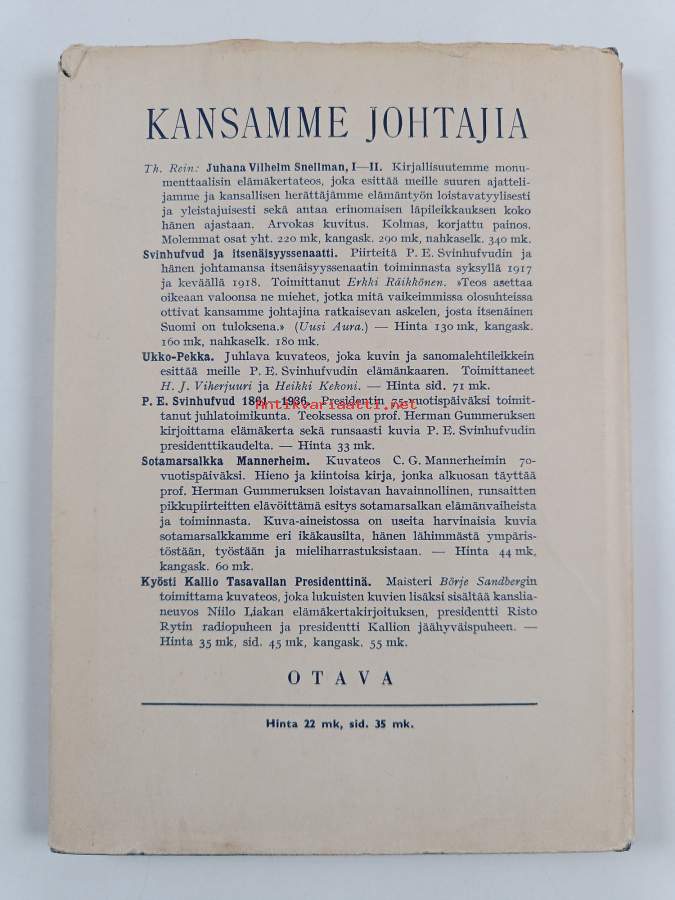 KANSAMME JOHTAJIA
Th. Rein: Juhana Vilhelm Snellman, I—II. Kirjallisuutemme monu-
menttaalisin elämäkertateos, joka esittää meille suuren ajatteli-
jamme ja kansallisen herättäjämme elämäntyön loistavatyylisesti
ja yleistajuisesti sekä antaa erinomaisen läpileikkauksen koko
hänen ajastaan. Arvokas kuvitus. Kolmas, korjattu painos.
Molemmat osat yht. 220 mk, kangask. 290 mk, nahkaselk. 340 mk.
Svinhufvud ja itsenäisyyssenaatti. Piirteitä P. E. Svinhufvudin ja
hänen johtamansa itsenäisyyssenaatin toiminnasta syksyllä 1917
ja keväällä 1918. Toimittanut Erkki Räikkönen. »Teos asettaa
oikeaan valoonsa ne miehet, jotka mitä vaikeimmissa olosuhteissa
ottivat kansamme johtajina ratkaisevan askelen, josta itsenäinen
Suomi on tuloksena.» (Uusi Aura.) — Hinta 130 mk, kangask.
160 mk, nahkaselk. 180 mk.
Ukko-Pekka. Juhlava kuvateos, joka kuvin ja sanomalehtileikkein
esittää meille P. E. Svinhufvudin elämänkaaren. Toimittaneet
H. J. Viherjuuri ja Heikki Kekoni. — Hinta sid. 71 mk.
P. E. Svinhufvud 1861—1936. Presidentin 75-vuotispäiväksi toimit-
tanut juhlatoimikunta. Teoksessa on prof. Herman Gummeruksen
kirjoittama elämäkerta sekä runsaasti kuvia P. E. Svinhufvudin
presidenttikaudelta. — Hinta 33 mk.
Antikvariaatti.net
Sotamarsalkka Mannerheim. Kuvateos C. G. Mannerheimin 70-
vuotispäiväksi. Hieno ja kiintoisa kirja, jonka alkuosan täyttää
prof. Herman Gummeruksen loistavan havainnollinen, runsaitten
pikkupiirteitten elävöittämä esitys sotamarsalkan elämänvaiheista
ja toiminnasta. Kuva-aineistossa on useita harvinaisia kuvia
sotamarsalkkamme eri ikäkausilta, hänen lähimmästä ympäris-
töstään, työstään ja mieliharrastuksistaan. — Hinta 44 mk,
kangask. 60 mk.
Kyösti Kallio Tasavallan Presidenttinä. Maisteri Börje Sandbergin
toimittama kuvateos, joka lukuisten kuvien lisäksi sisältää kanslia-
neuvos Niilo Liakan elämäkertakirjoituksen, presidentti Risto
Rytin radiopuheen ja presidentti Kallion jäähyväispuheen. —
Hinta 35 mk, sid. 45 mk, kangask. 55 mk.
OTAVA
Hinta 22 mk, sid. 35 mk.